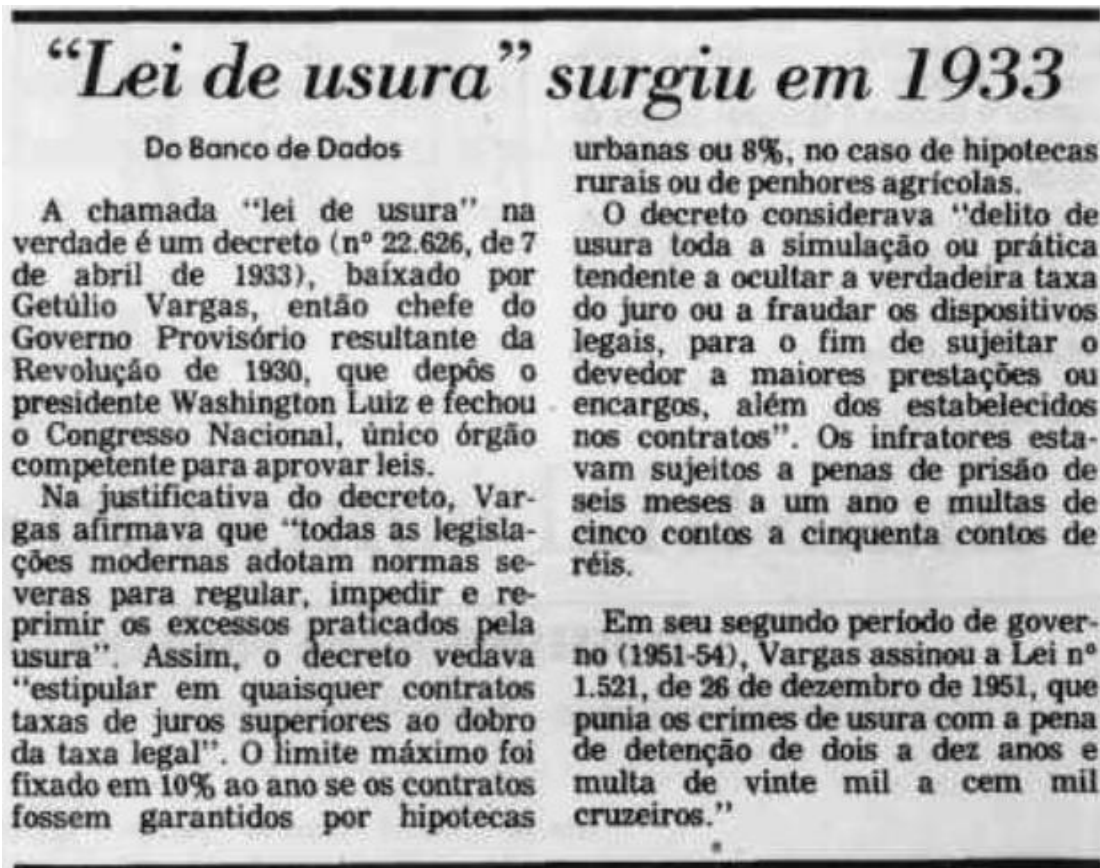 “Lei de usura” surgiu em 1933
Do Banco de Dados
A chamada “lei de usura” na
verdade é um decreto (nº 22.626, de 7
de abril de 1933), baixado por
Getúlio Vargas, então chefe do
Governo Provisório resultante da
Revolução de 1930, que depôs o
presidente Washington Luiz e fechou
o Congresso Nacional, único órgão
competente para aprovar leis.
Na justificativa do decreto, Var-
gas afirmava que “todas as legisla-
ções modernas adotam normas se-
veras para regular, impedir e re-
primir os excessos praticados pela
usura”. Assim, o decreto vedava
“estipular em quaisquer contratos
taxas de juros superiores ao dobro
da taxa legal”. O limite máximo foi
fixado em 10% ao ano se os contratos
fossem garantidos por hipotecas
urbanas ou 8%, no caso de hipotecas
rurais ou de penhores agrícolas.
O decreto considerava “delito de
usura toda a simulação ou prática
tendente a ocultar a verdadeira taxa
do juro ou a fraudar os dispositivos
legais, para o fim de sujeitar o
devedor a maiores prestações ou
encargos, além dos estabelecidos
nos contratos”. Os infratores esta-
vam sujeitos a penas de prisão de
seis meses a um ano e multas de
cinco contos a cinquenta contos de
réis.
Em seu segundo período de gover-
no (1951-54), Vargas assinou a Lei nº
1.521, de 26 de dezembro de 1951, que
punia os crimes de usura com a pena
de detenção de dois a dez anos e
multa de vinte mil a cem mil
cruzeiros.”